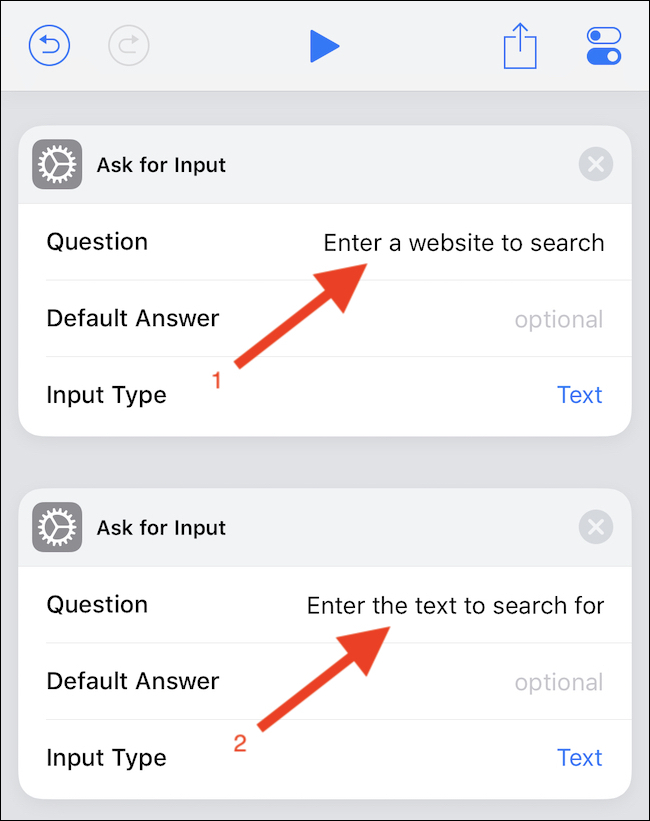 Ask for Input
Question Enter a website to search
Default Answer optional
1
Input Type Text
Ask for Input
Question Enter the text to search for
Default Answer optional
2
Input Type Text